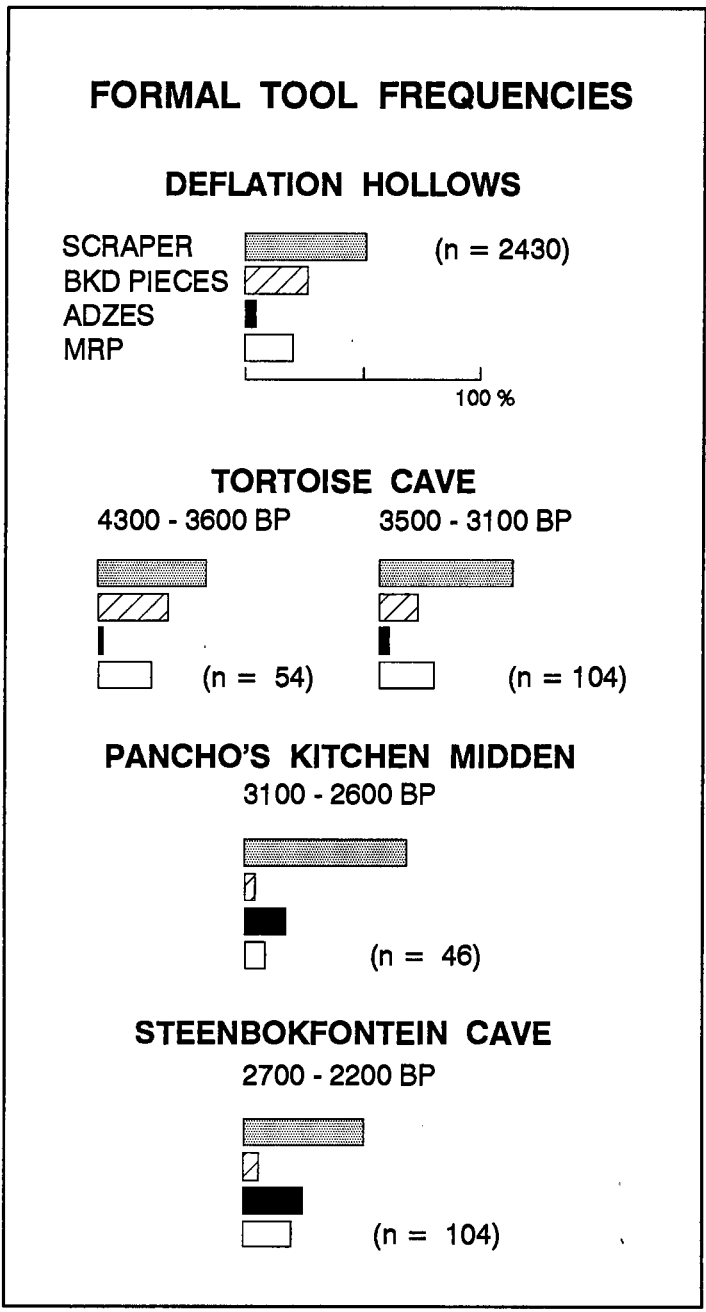 FORMAL TOOL FREQUENCIES
DEFLATION HOLLOWS
SCRAPER (n = 2430)
BKD PIECES
ADZES
MRP
100 %
TORTOISE CAVE
4300 - 3600 BP 3500 - 3100 BP
(n = 54) (n = 104)
PANCHO'S KITCHEN MIDDEN
3100 - 2600 BP
(n = 46)
STEENBOKFONTEIN CAVE
2700 - 2200 BP
(n = 104)